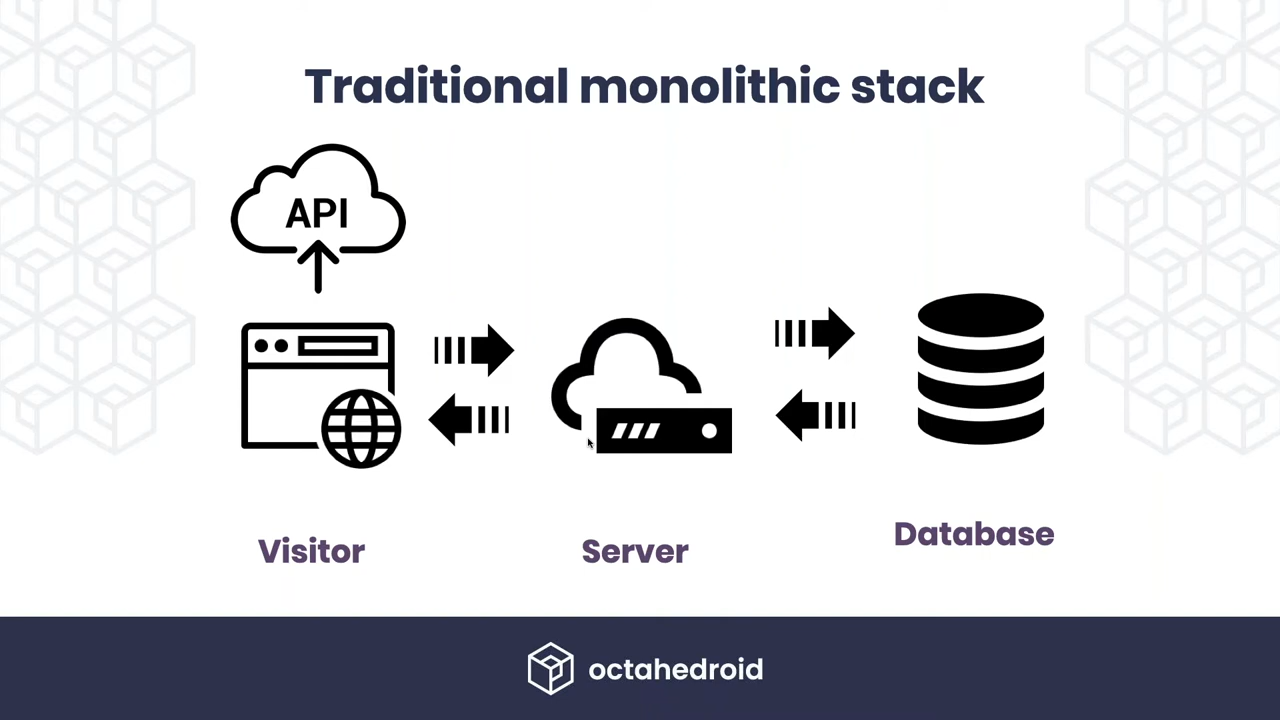 Traditional monolithic stack
API
Visitor
Server
Database
octahedroid